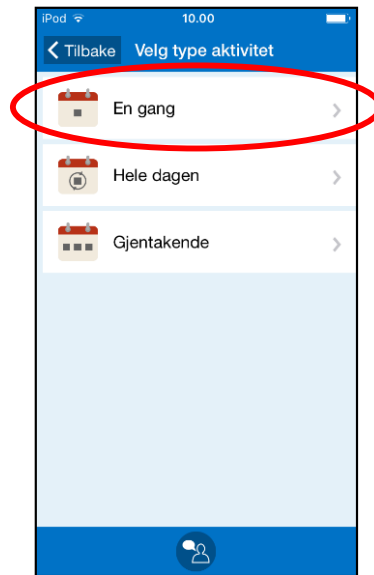 iPod 10.00
Tilbake Velg type aktivitet
En gang
Hele dagen
Gjentakende